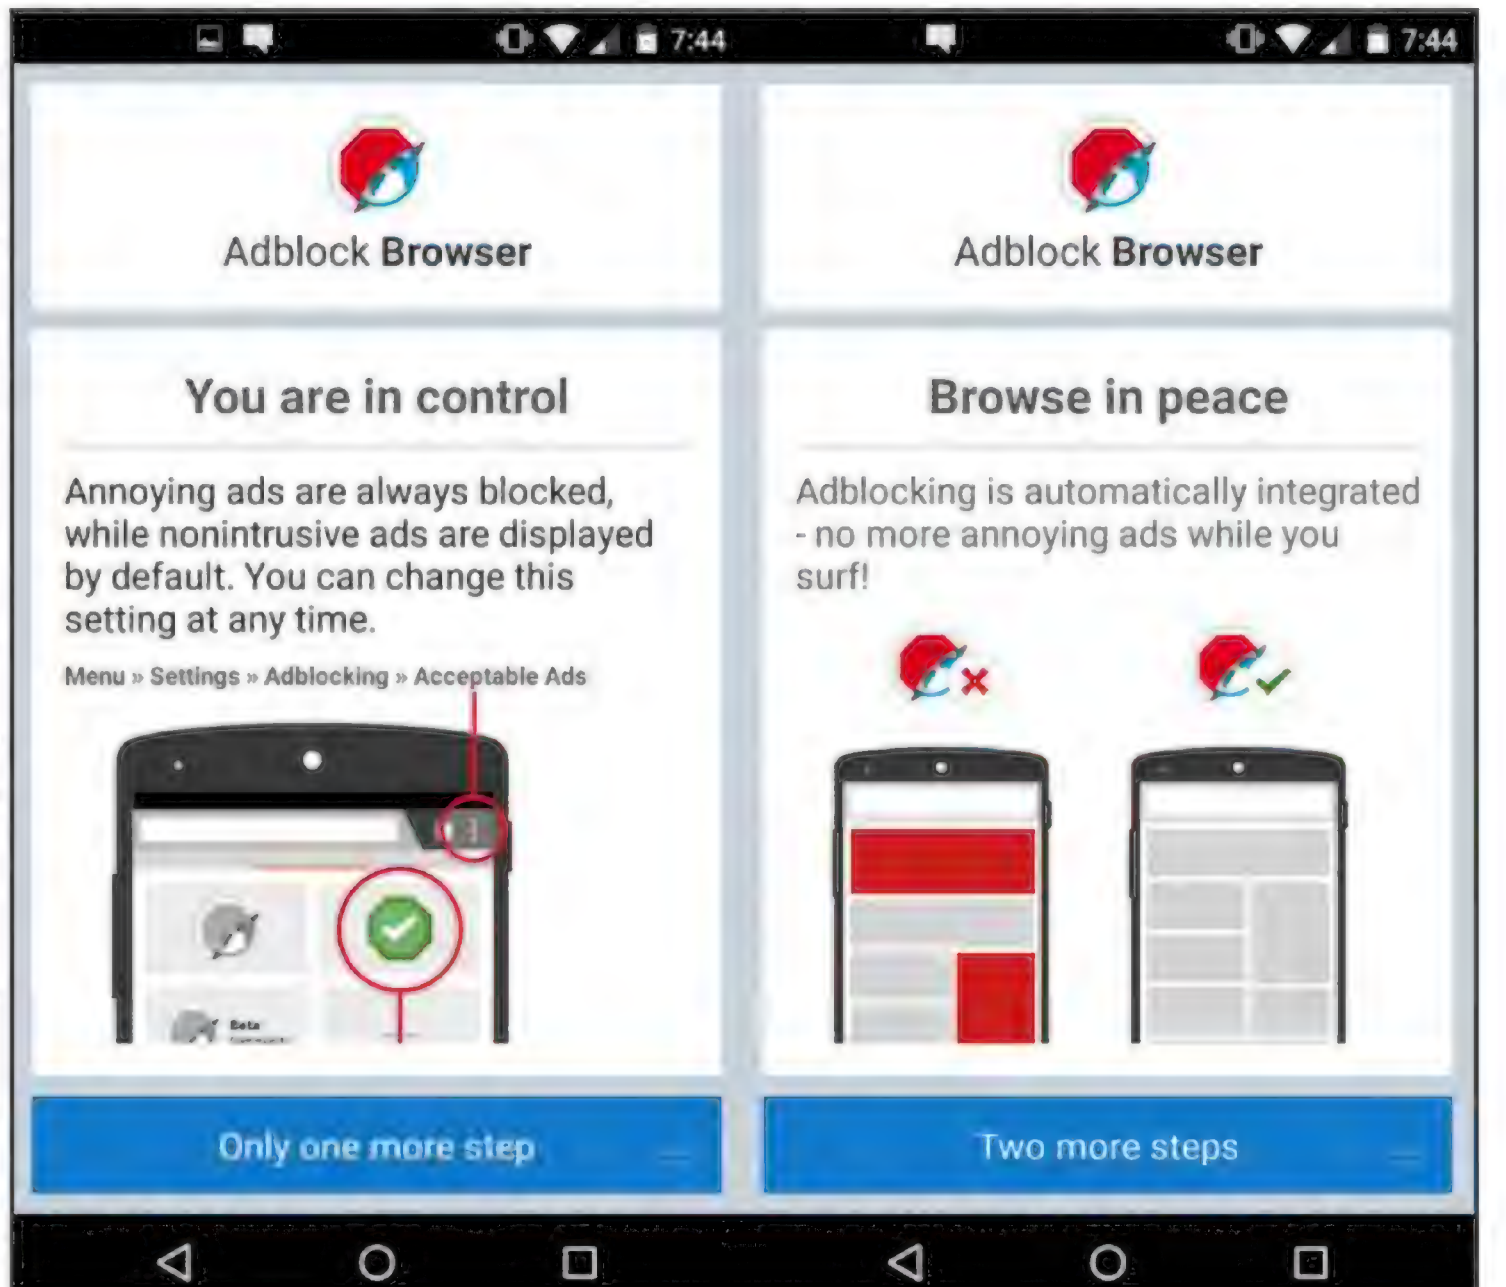 7:44
Adblock Browser
You are in control
Annoying ads are always blocked,
while nonintrusive ads are displayed
by default. You can change this
setting at any time.
Menu » Settings » Adblocking » Acceptable Ads
Beta
Only one more step
7:44
Adblock Browser
Browse in peace
Adblocking is automatically integrated
- no more annoying ads while you
surf!
Two more steps